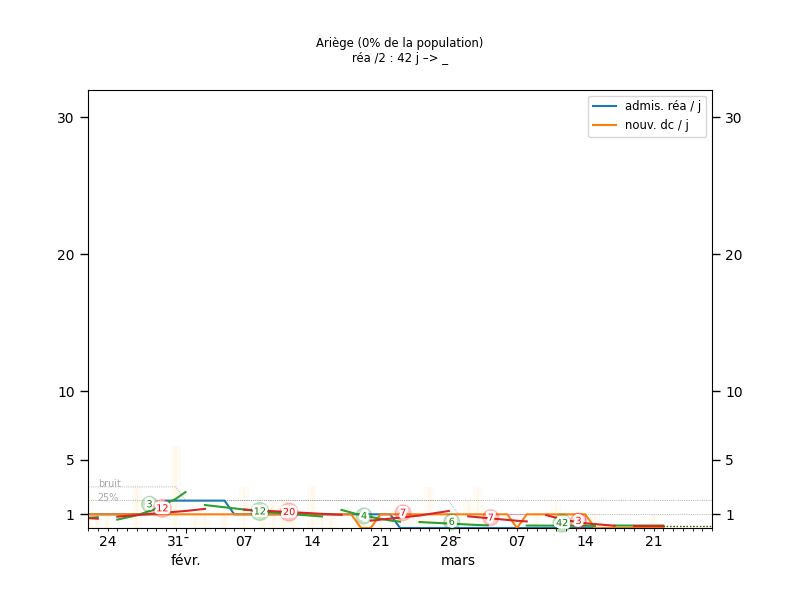 Ariège (0% de la population)
réa /2 : 42 j –> _
admis. réa / j
nouv. dc / j
30 30
20 20
10 10
5 5
bruit
25%
3 12 12 20 4 7 6 7 42 3
1 1
24 31 07 14 21 28 07 14 21
févr. mars